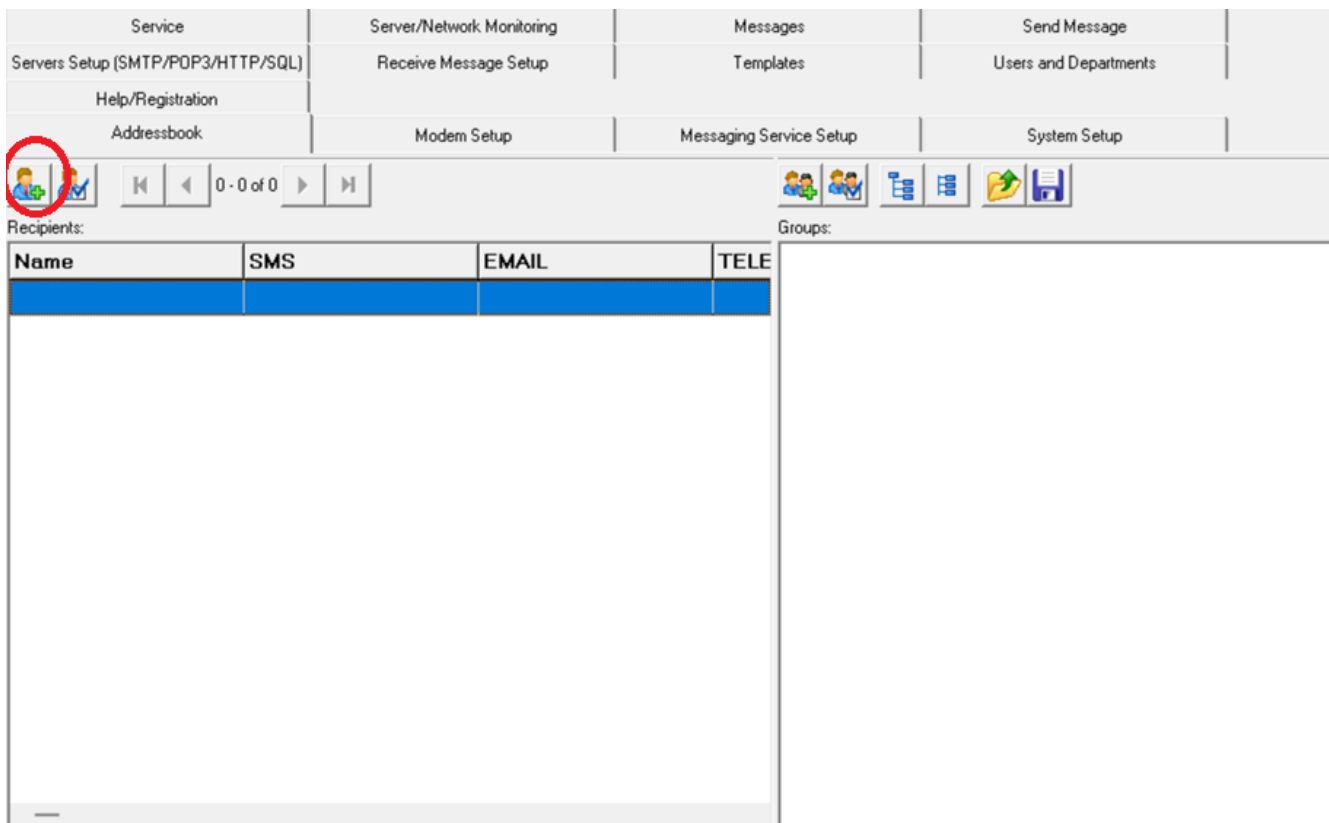 Service Server/Network Monitoring Messages Send Message
Servers Setup (SMTP/POP3/HTTP/SQL) Receive Message Setup Templates Users and Departments
Help/Registration
Addressbook Modem Setup Messaging Service Setup System Setup
0 - 0 of 0
Recipients: Groups:
Name SMS EMAIL TELE